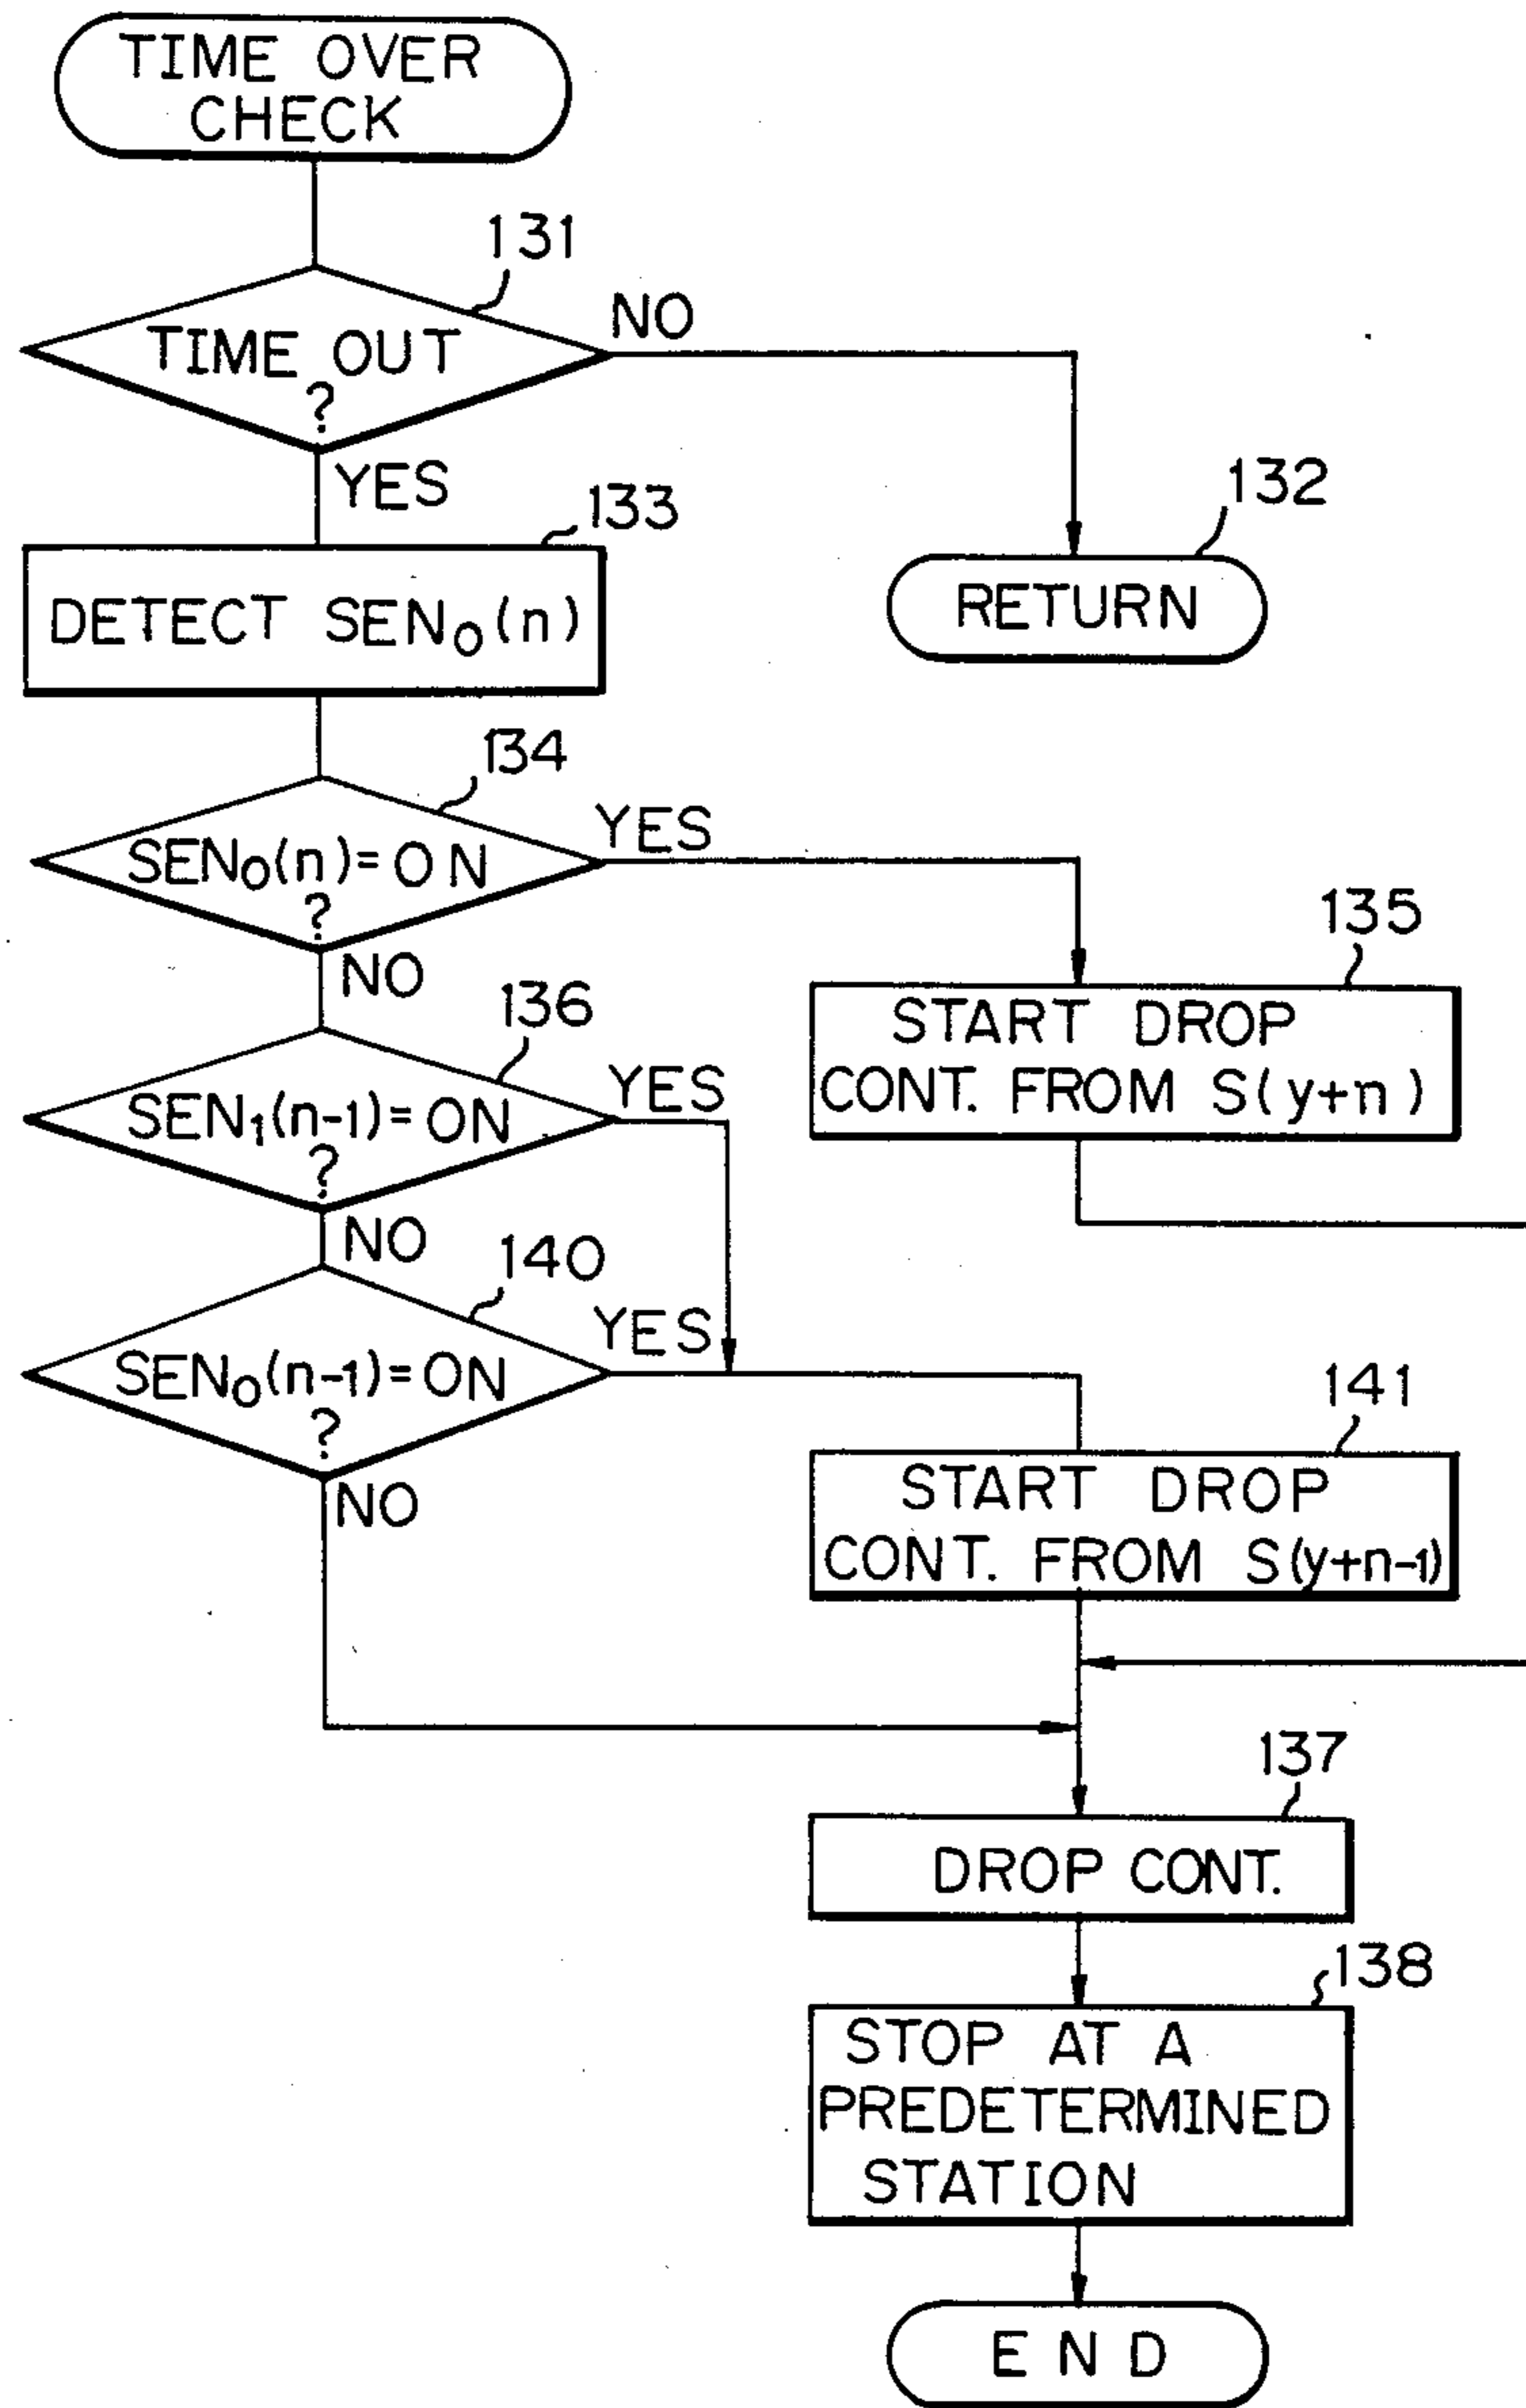 TIME OVER
CHECK
131
TIME OUT
?
NO
YES
132
RETURN
133
DETECT SEN₀(n)
134
SEN₀(n)=ON
?
YES
NO
135
START DROP
CONT. FROM S(y+n)
136
SEN₁(n-1)=ON
?
YES
NO
140
SEN₀(n-1)=ON
?
YES
NO
141
START DROP
CONT. FROM S(y+n-1)
137
DROP CONT.
138
STOP AT A
PREDETERMINED
STATION
END